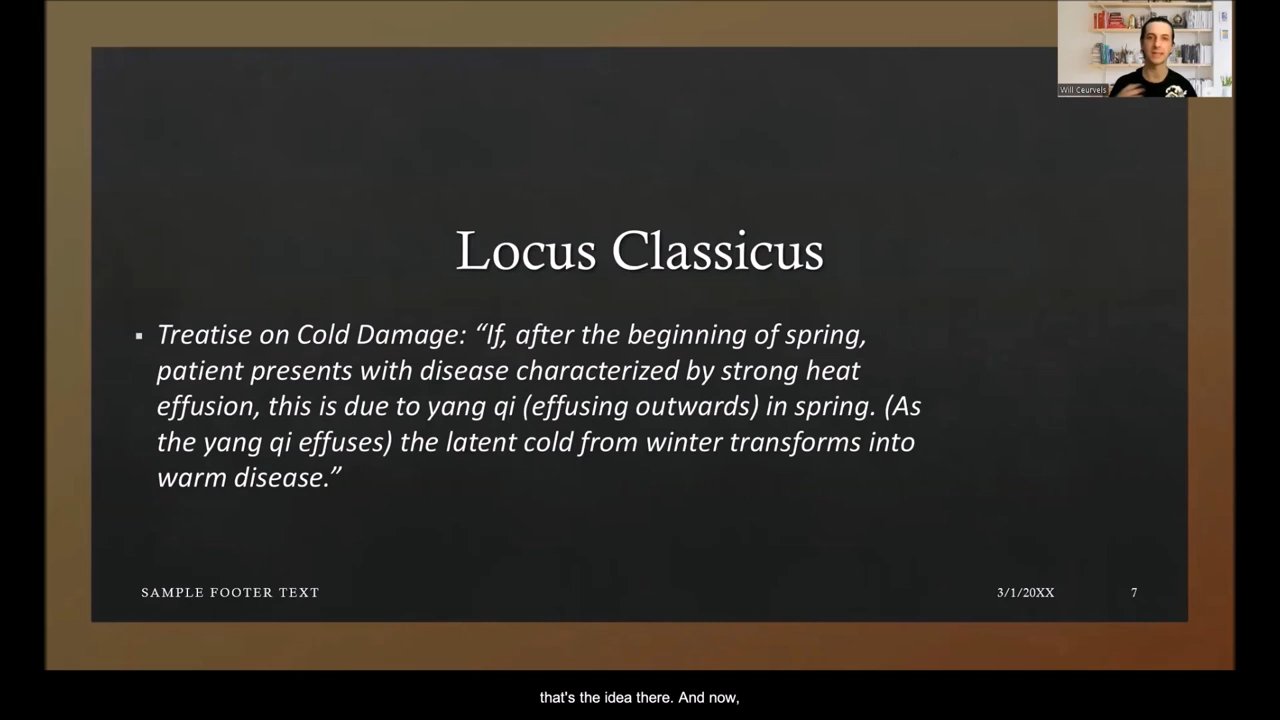 Will Ceurvels
Locus Classicus
▪ Treatise on Cold Damage: “If, after the beginning of spring,
patient presents with disease characterized by strong heat
effusion, this is due to yang qi (effusing outwards) in spring. (As
the yang qi effuses) the latent cold from winter transforms into
warm disease.”
SAMPLE FOOTER TEXT 3/1/20XX 7
that's the idea there. And now,